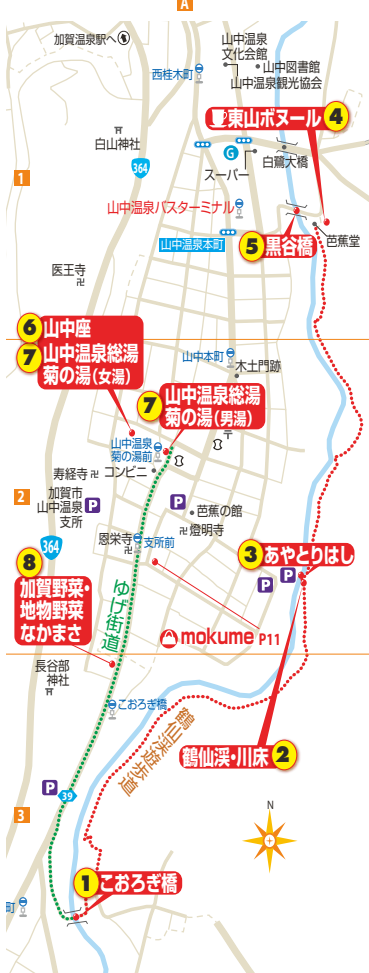 A
加賀温泉駅へ
山中温泉
文化会館
山中図書館
山中温泉観光協会
西桂木町
東山ボヌール 4
白山神社
G
スーパー
白鷺大橋
364
1
山中温泉バスターミナル
芭蕉堂
山中温泉本町
5 黒谷橋
医王寺
6 山中座
7 山中温泉総湯
菊の湯(女湯)
山中本町
木土門跡
7 山中温泉総湯
菊の湯(男湯)
山中温泉
菊の湯前
寿経寺
コンビニ
2
加賀市
山中温泉
支所
P
P
芭蕉の館
燈明寺
恩栄寺
支所前
364
3 あやとりはし
P
P
8
加賀野菜・
地物野菜
なかまさ
ゆげ街道
mokume P11
長谷部
神社
こおろぎ橋
鶴仙渓遊歩道
鶴仙渓・川床 2
P
39
3
N
1 こおろぎ橋
町